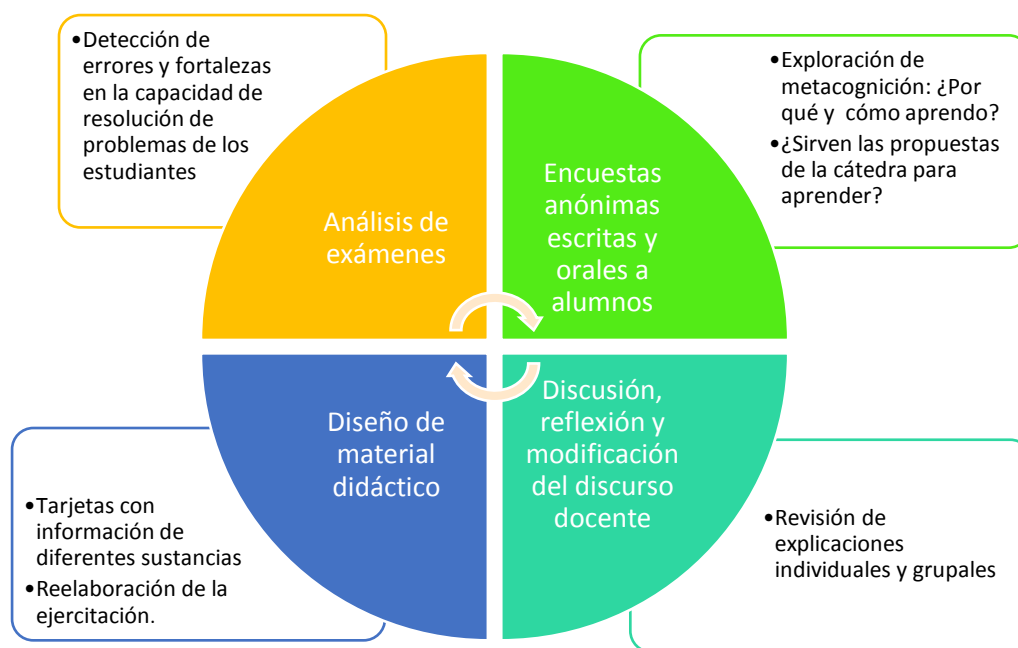 •Detección de
errores y fortalezas
en la capacidad de
resolución de
problemas de los
estudiantes
Análisis de
exámenes
Encuestas
anónimas
escritas y
orales a
alumnos
•Exploración de
metacognición: ¿Por
qué y cómo aprendo?
•¿Sirven las propuestas
de la cátedra para
aprender?
•Tarjetas con
información de
diferentes sustancias
•Reelaboración de la
ejercitación.
Diseño de
material
didáctico
Discusión,
reflexión y
modificación
del discurso
docente
•Revisión de
explicaciones
individuales y grupales